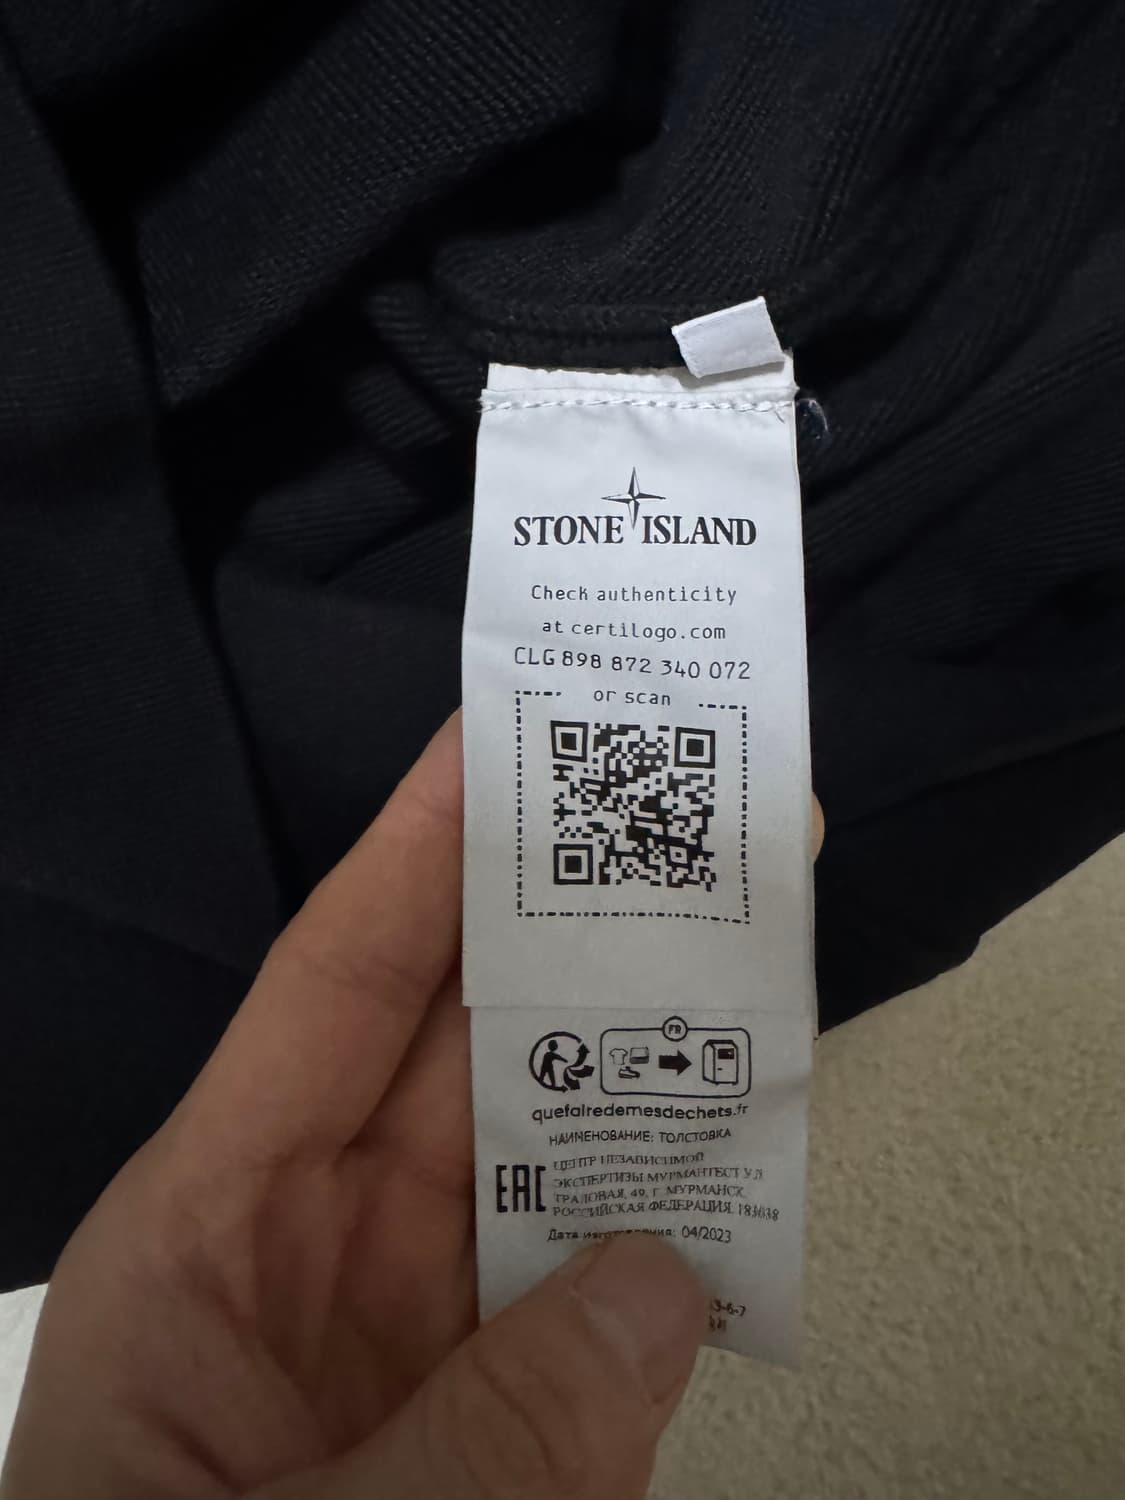 STONE ISLAND
Check authenticity
at certilogo.com
CLG 898 872 340 072
or scan
FR
quefairedemesdechets.fr
НАИМЕНОВАНИЕ: ТОЛСТОВКА
EAC
ЦЕНТР НЕЗАВИСИМОЙ
ЭКСПЕРТИЗЫ МУРМАНТЕСТ УЛ.
ТРАЛОВАЯ, 49, Г. МУРМАНСК,
РОССИЙСКАЯ ФЕДЕРАЦИЯ, 183038
Дата 04/2023